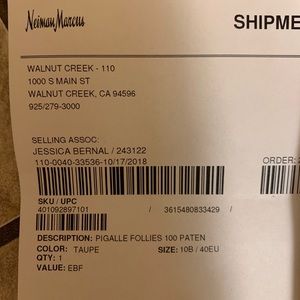 Neiman Marcus
SHIPME
WALNUT CREEK - 110
1000 S MAIN ST
WALNUT CREEK, CA 94596
925/279-3000
SELLING ASSOC:
JESSICA BERNAL / 243122
110-0040-33536-10/17/2018
ORDER:
SKU / UPC
401092897101 / 3615480833429 /
DESCRIPTION: PIGALLE FOLLIES 100 PATEN
COLOR: TAUPE SIZE: 10B / 40EU
QTY: 1
VALUE: EBF